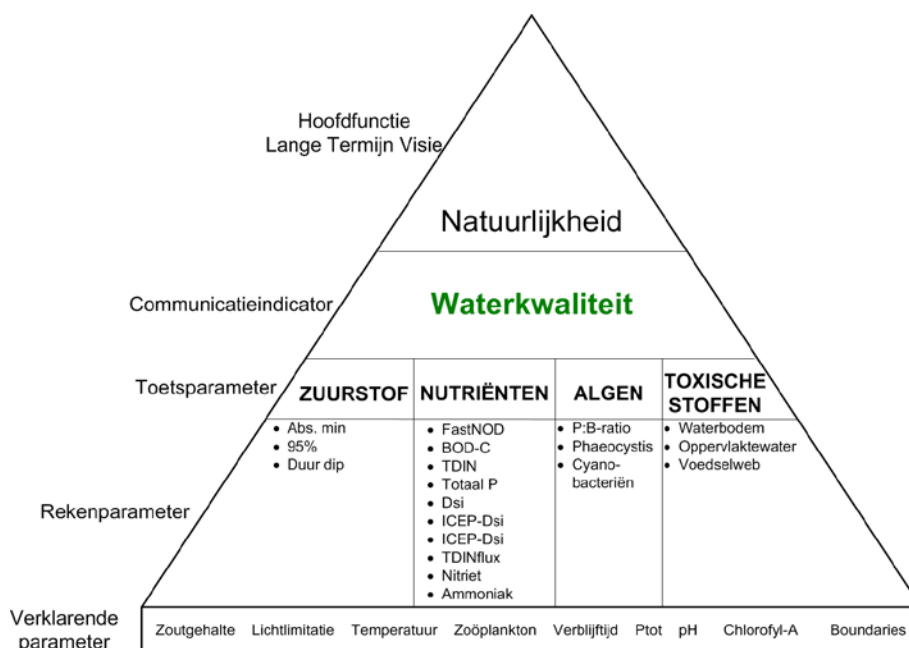 Hoofdfunctie
Lange Termijn Visie
Natuurlijkheid
Communicatieindicator
Waterkwaliteit
Toetsparameter
ZUURSTOF
NUTRIËNTEN
ALGEN
TOXISCHE
STOFFEN
Rekenparameter
• Abs. min
• 95%
• Duur dip
• FastNOD
• BOD-C
• TDIN
• Totaal P
• Dsi
• ICEP-Dsi
• ICEP-Dsi
• TDINflux
• Nitriet
• Ammoniak
• P:B-ratio
• Phaeocystis
• Cyano-
bacteriën
• Waterbodem
• Oppervlaktewater
• Voedselweb
Verklarende
parameter
Zoutgehalte Lichtlimitatie Temperatuur Zoöplankton Verblijftijd Ptot pH Chlorofyl-A Boundaries